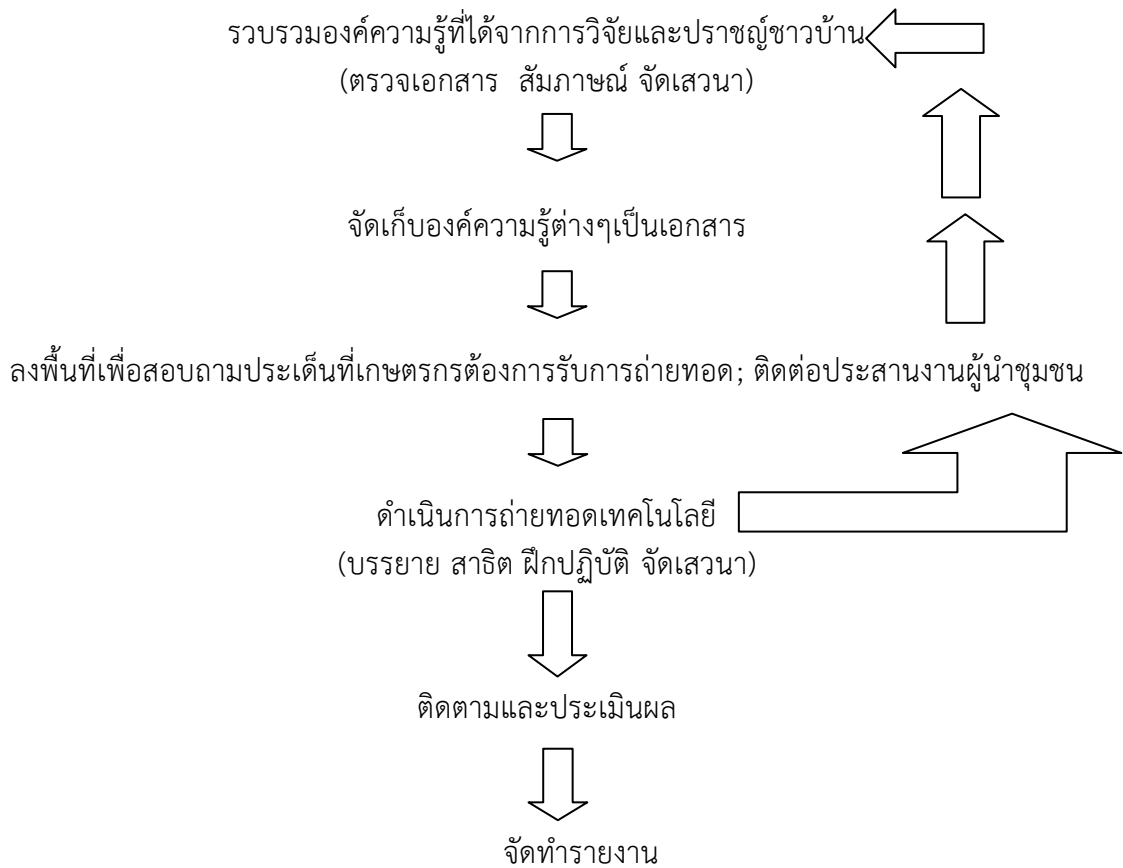 รวบรวมองค์ความรู้ที่ได้จากการวิจัยและปราชญ์ชาวบ้าน
(ตรวจเอกสาร สัมภาษณ์ จัดเสวนา)
จัดเก็บองค์ความรู้ต่างๆเป็นเอกสาร
ลงพื้นที่เพื่อสอบถามประเด็นที่เกษตรกรต้องการรับการถ่ายทอด; ติดต่อประสานงานผู้นำชุมชน
ดำเนินการถ่ายทอดเทคโนโลยี
(บรรยาย สาธิต ฝึกปฏิบัติ จัดเสวนา)
ติดตามและประเมินผล
จัดทำรายงาน